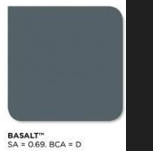 BASALT™
SA = 0.69. BCA = D